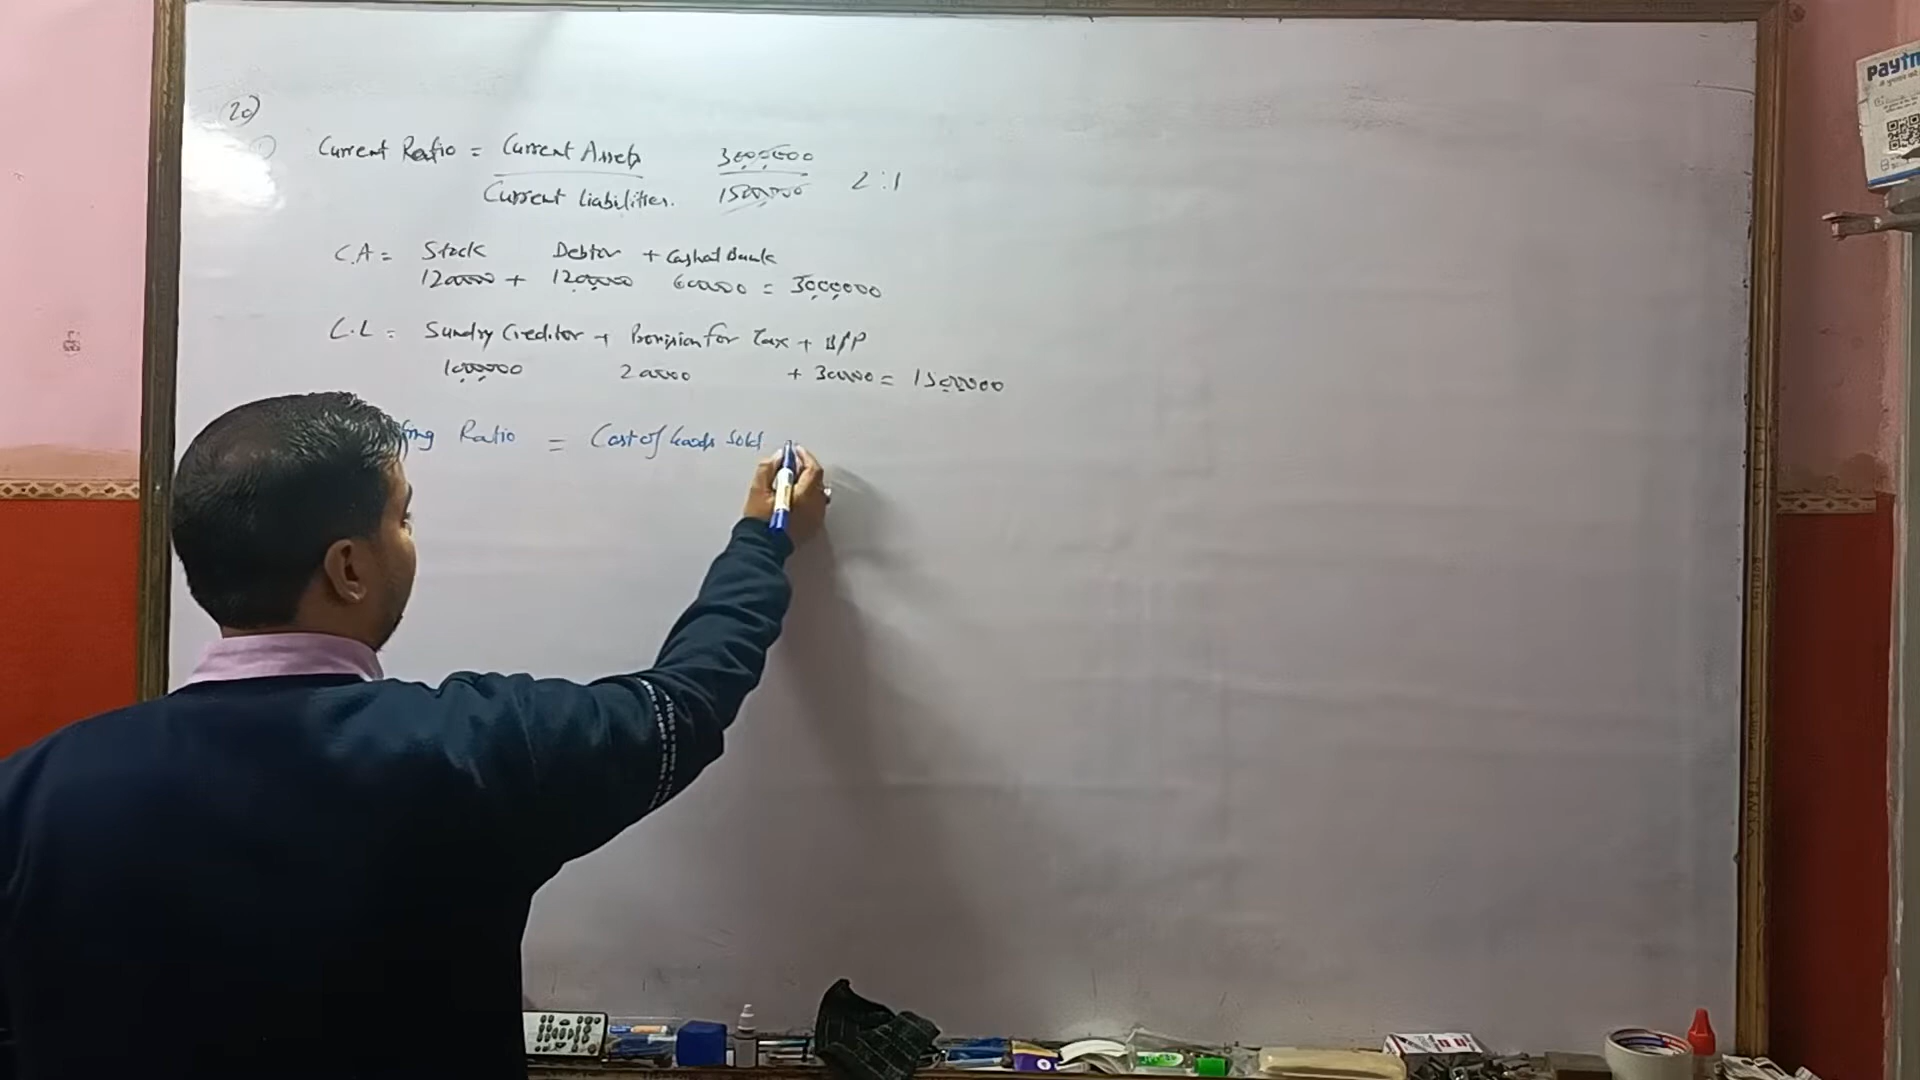 20)
Current Ratio = Current Assets 3000000 2:1
Current liabilities. 1500000
C.A = Stock Debtor + Cash at Bank
1200000 + 1200000 600000 = 3000000
C.L = Sundry Creditor + Provision for Tax + B/P
1000000 200000 + 300000 = 1500000
ting Ratio = Cost of Goods Sold
Paytm